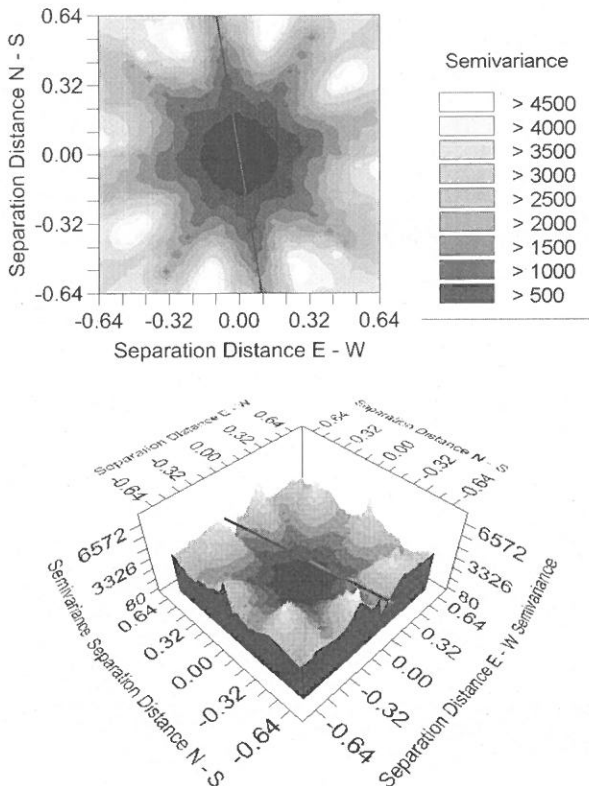 Separation Distance N - S
0.64
0.32
0.00
-0.32
-0.64
-0.64 -0.32 0.00 0.32 0.64
Separation Distance E - W
Semivariance
> 4500
> 4000
> 3500
> 3000
> 2500
> 2000
> 1500
> 1000
> 500
Separation Distance E - W
-0.64 -0.32 0.00 0.32 0.64
Separation Distance N - S
0.64 0.32 0.00 -0.32 -0.64
6572
3326
80
Semivariance
6572
3326
80
Semivariance
Separation Distance N - S
0.64 0.32 0.00 -0.32 -0.64
Separation Distance E - W
0.64 0.32 0.00 -0.32 -0.64